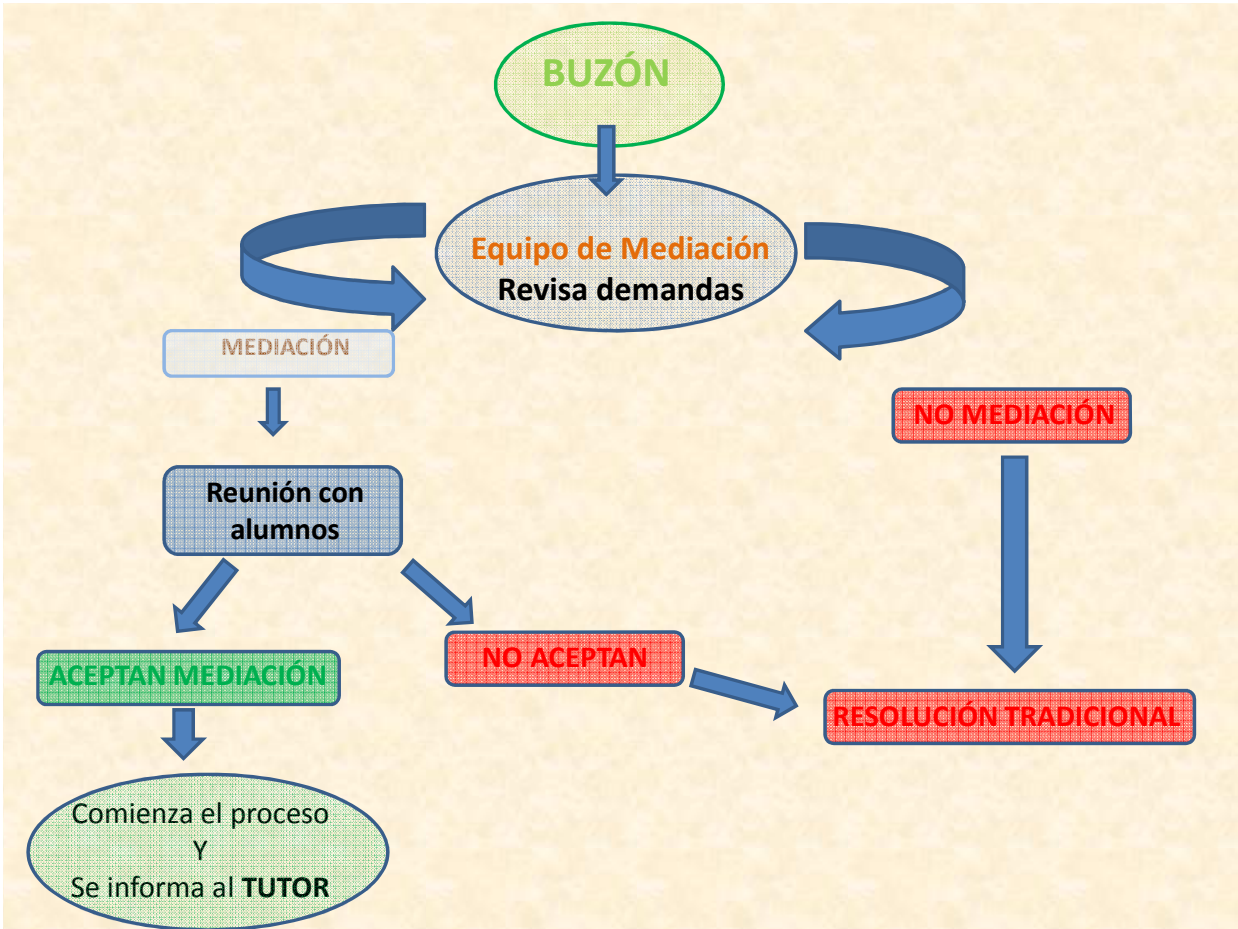 BUZÓN
Equipo de Mediación
Revisa demandas
MEDIACIÓN
NO MEDIACIÓN
Reunión con
alumnos
ACEPTAN MEDIACIÓN
NO ACEPTAN
RESOLUCIÓN TRADICIONAL
Comienza el proceso
Y
Se informa al TUTOR